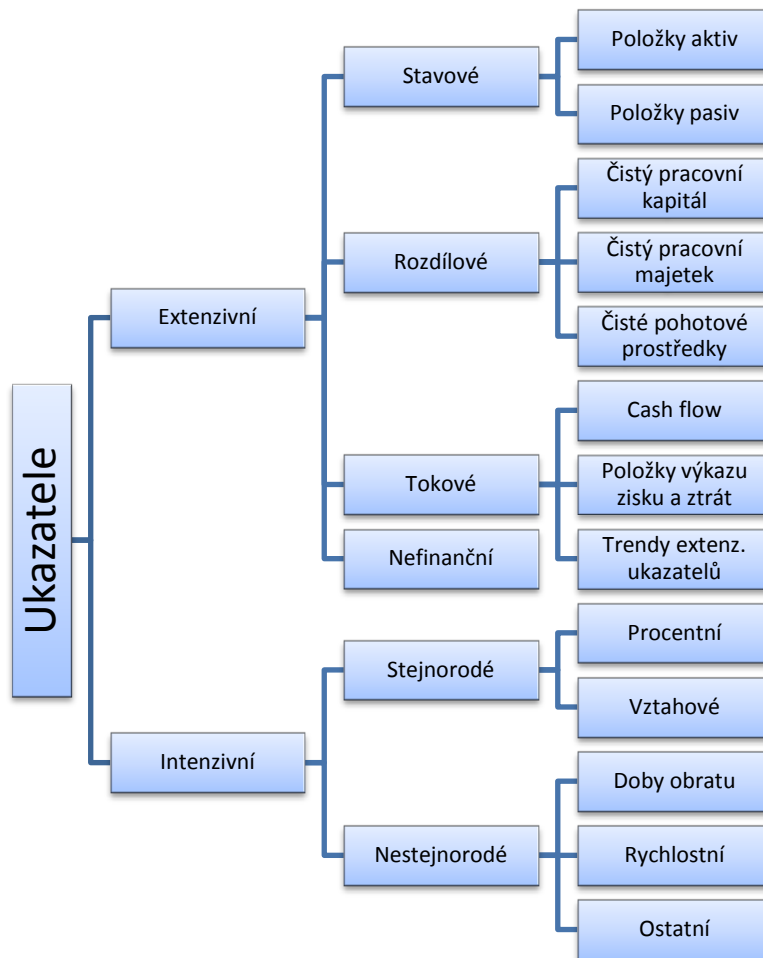 Ukazatele
Extenzivní
Stavové
Položky aktiv
Položky pasiv
Rozdílové
Čistý pracovní
kapitál
Čistý pracovní
majetek
Čisté pohotové
prostředky
Tokové
Cash flow
Položky výkazu
zisku a ztrát
Trendy extenz.
ukazatelů
Nefinanční
Intenzivní
Stejnorodé
Procentní
Vztahové
Nestejnorodé
Doby obratu
Rychlostní
Ostatní